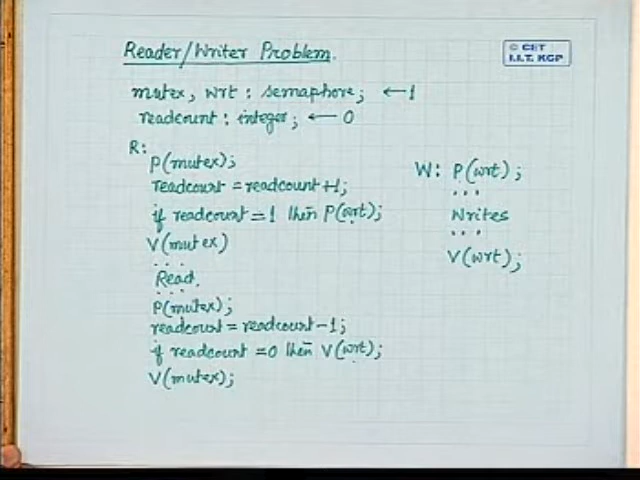 Reader/Writer Problem.
© CET
I.I.T. KGP
mutex, wrt : semaphore; ← 1
readcount : integer; ← 0
R:
P(mutex);
readcount = readcount+1;
if readcount = 1 then P(wrt);
V(mutex)
...
Read.
...
P(mutex);
readcount = readcount-1;
if readcount = 0 then V(wrt);
V(mutex);
W: P(wrt);
...
Writes
...
V(wrt);